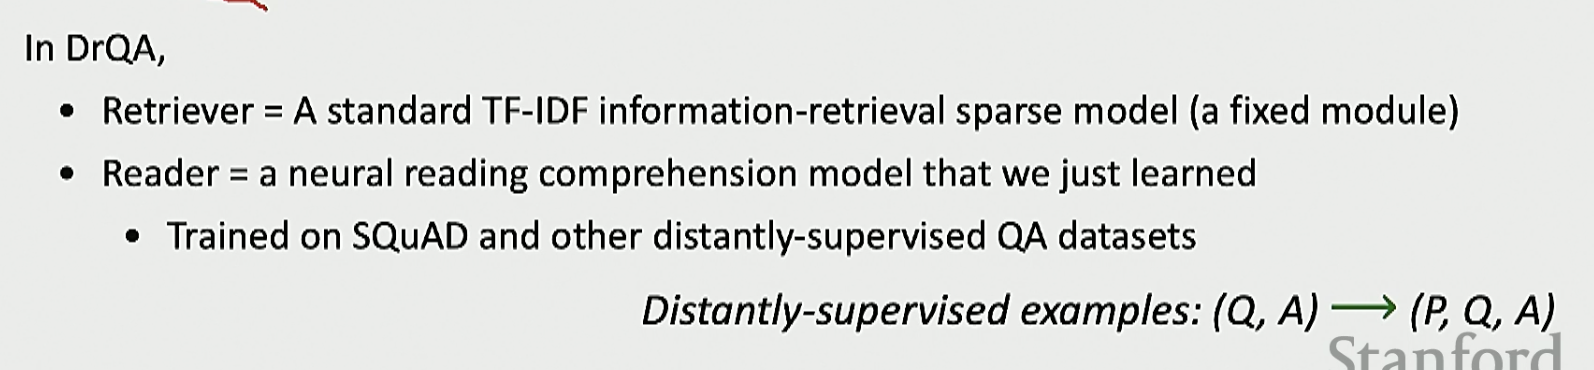 In DrQA,
• Retriever = A standard TF-IDF information-retrieval sparse model (a fixed module)
• Reader = a neural reading comprehension model that we just learned
• Trained on SQuAD and other distantly-supervised QA datasets
Distantly-supervised examples: (Q, A) ⟶ (P, Q, A)
Stanford